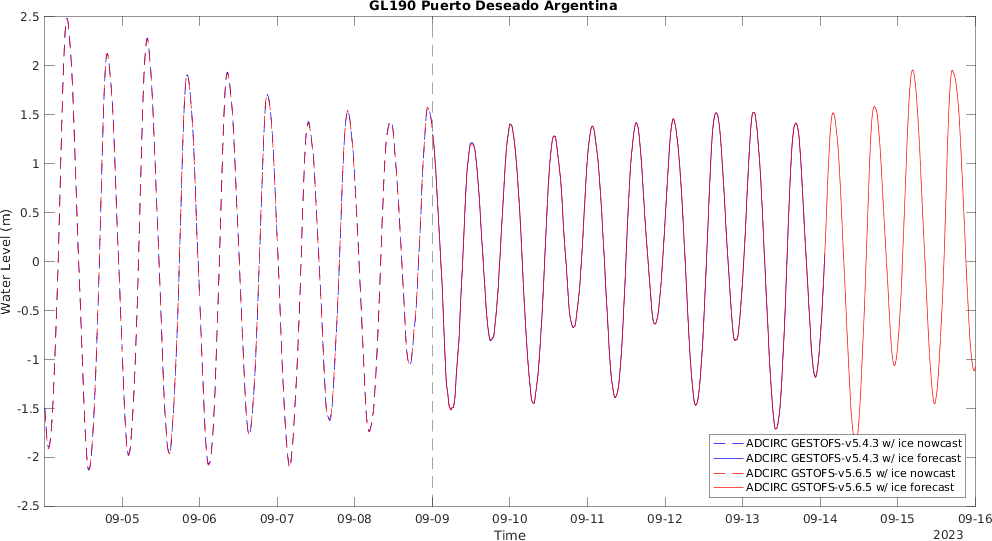 GL190 Puerto Deseado Argentina
2.5
2
1.5
1
0.5
0
-0.5
-1
-1.5
-2
-2.5
Water Level (m)
ADCIRC GESTOFS-v5.4.3 w/ ice nowcast
ADCIRC GESTOFS-v5.4.3 w/ ice forecast
ADCIRC GSTOFS-v5.6.5 w/ ice nowcast
ADCIRC GSTOFS-v5.6.5 w/ ice forecast
09-05 09-06 09-07 09-08 09-09 09-10 09-11 09-12 09-13 09-14 09-15 09-16
Time
2023